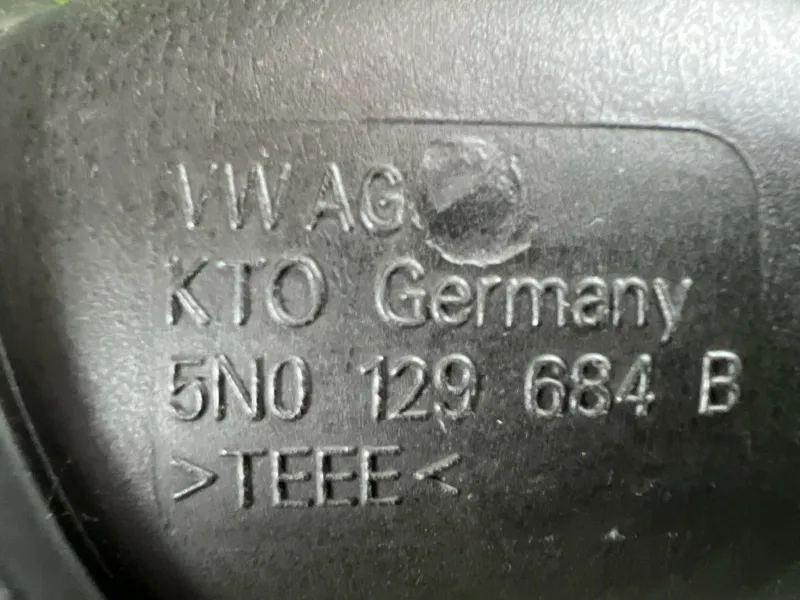 VW AG
KTO Germany
5N0 129 684 B
>TEEE<